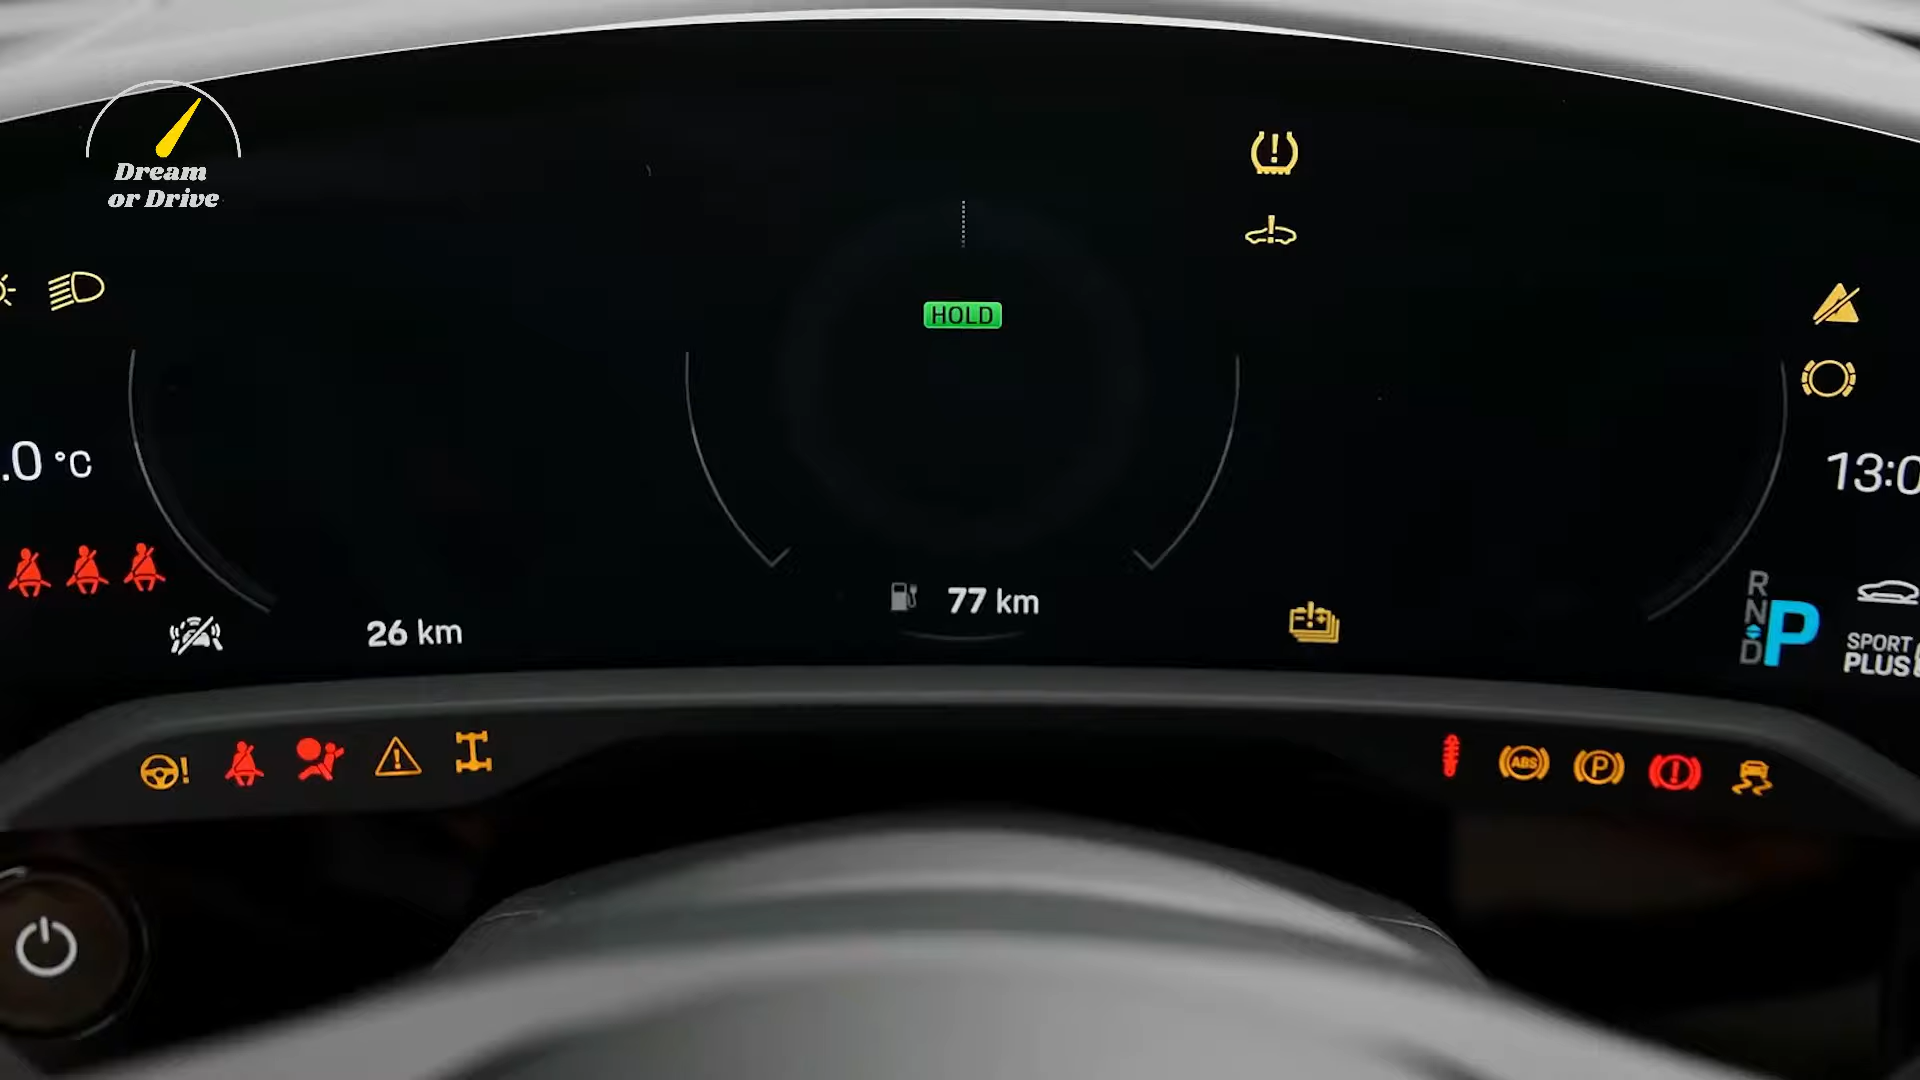 Dream
or Drive
HOLD
.0 °C
13:0
77 km
26 km
R
N
D
P
SPORT
PLUS
ABS
P